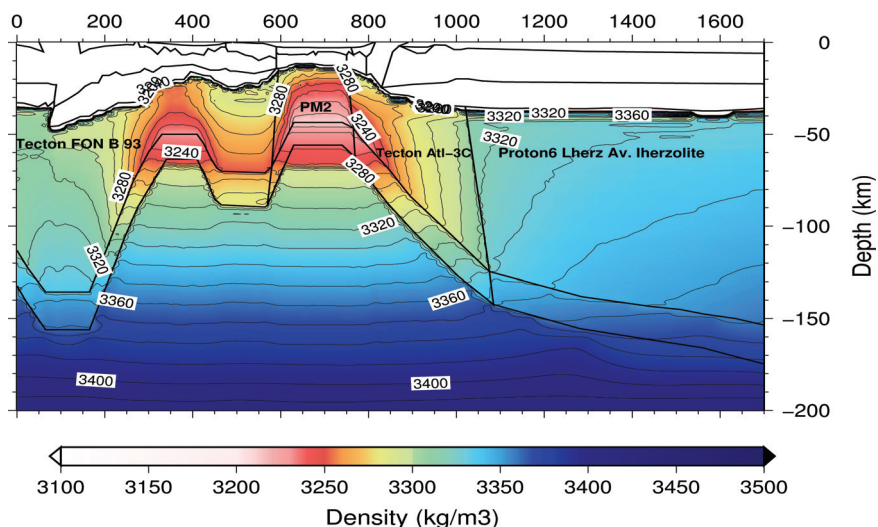 0 200 400 600 800 1000 1200 1400 1600
0
3280
3280
3280
3240
3320 3320 3360
3280
PM2
3320
3240
Tecton FON B 93
3240
Tecton Atl-3C
Proton6 Lherz Av. lherzolite
-50
3280
3280
3320
-100
3320
3360
3360
-150
3400
3400
-200
Depth (km)
3100 3150 3200 3250 3300 3350 3400 3450 3500
Density (kg/m3)